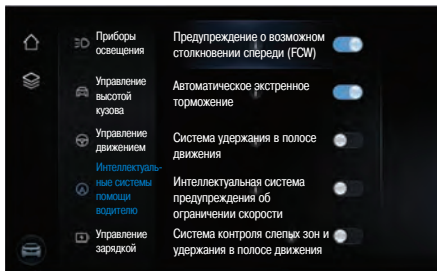 Приборы
освещения
Управление
высотой
кузова
Управление
движением
Интеллектуаль-
ные системы
помощи
водителю
Управление
зарядкой
Предупреждение о возможном
столкновении спереди (FCW)
Автоматическое экстренное
торможение
Система удержания в полосе
движения
Интеллектуальная система
предупреждения об
ограничении скорости
Система контроля слепых зон и
удержания в полосе движения